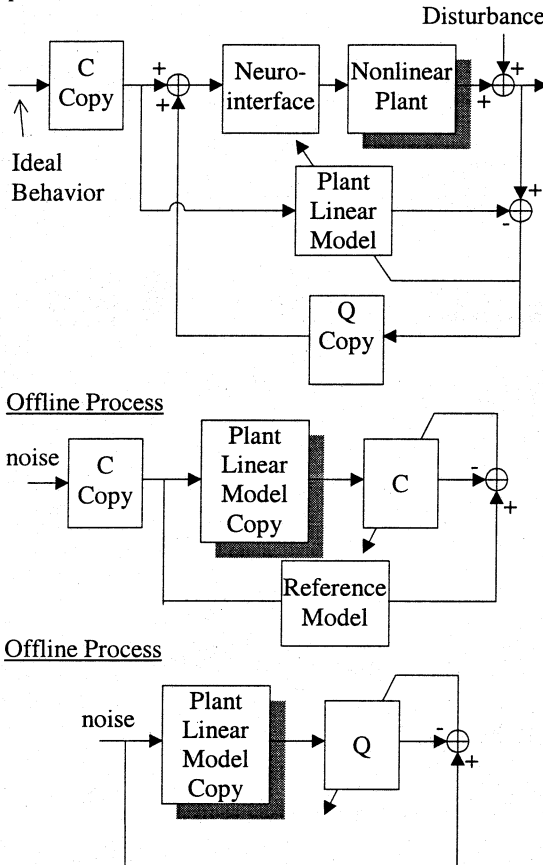 Disturbance
C
Copy
+
+
Neuro-
interface
Nonlinear
Plant
+
+
Ideal
Behavior
Plant
Linear
Model
+
-
Q
Copy
Offline Process
noise
C
Copy
Plant
Linear
Model
Copy
C
-
+
Reference
Model
Offline Process
noise
Plant
Linear
Model
Copy
Q
-
+